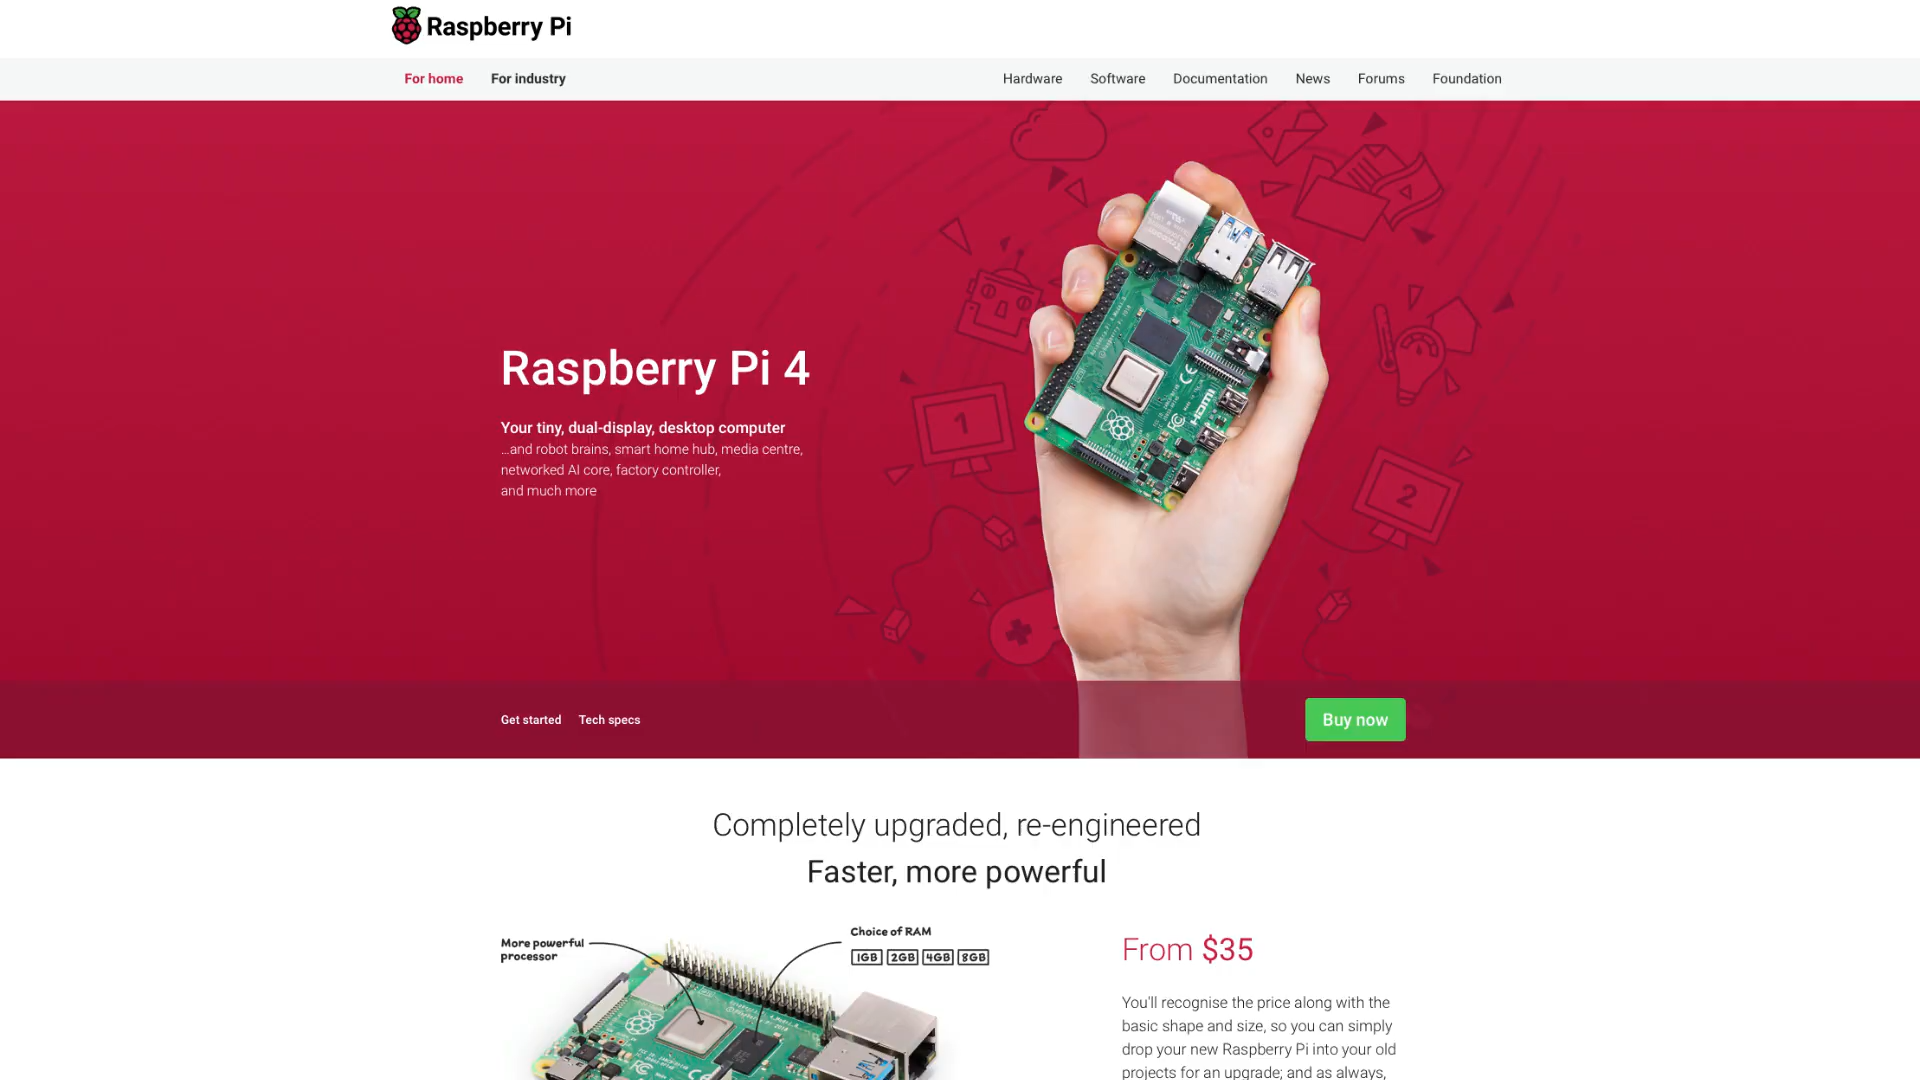 Raspberry Pi
For home
For industry
Hardware
Software
Documentation
News
Forums
Foundation
Raspberry Pi 4
Your tiny, dual-display, desktop computer
…and robot brains, smart home hub, media centre,
networked AI core, factory controller,
and much more
1
2
HDMI
Get started
Tech specs
Buy now
Completely upgraded, re-engineered
Faster, more powerful
More powerful
processor
Choice of RAM
1GB 2GB 4GB 8GB
From $35
You'll recognise the price along with the
basic shape and size, so you can simply
drop your new Raspberry Pi into your old
projects for an upgrade; and as always,